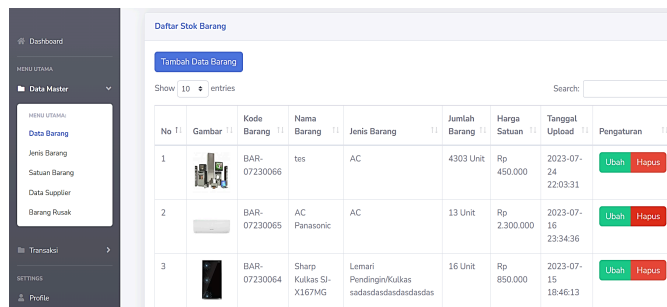 Daftar Stok Barang
Dashboard
Tambah Data Barang
MENU UTAMA
Data Master
Show 10 entries
Search:
MENU UTAMA:
Data Barang
Jenis Barang
Satuan Barang
Data Supplier
Barang Rusak
Transaksi
SETTINGS
Profile
No Gambar Kode Barang Nama Barang Jenis Barang Jumlah Barang Harga Satuan Tanggal Upload Pengaturan
1 BAR- tes AC 4303 Unit Rp 2023-07- Ubah Hapus
07230066 450.000 24
22:03:31
2 BAR- AC AC 13 Unit Rp 2023-07- Ubah Hapus
07230065 Panasonic 2.300.000 16
23:34:36
3 BAR- Sharp Lemari 16 Unit Rp 2023-07- Ubah Hapus
07230064 Kulkas SJ- Pendingin/Kulkas 850.000 15
X167MG sadasdasdasdasdasdas 18:46:13